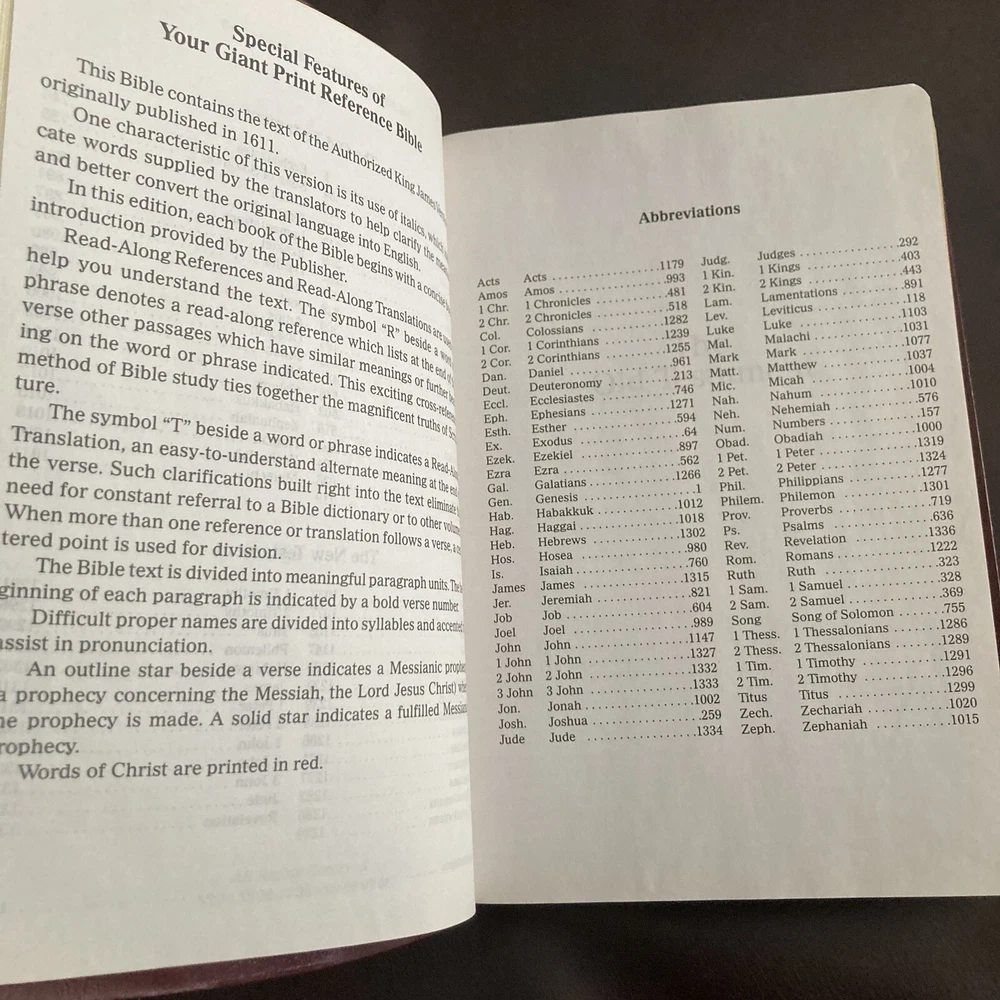 Special Features of
Your Giant Print Reference Bible
This Bible contains the text of the Authorized King James
originally published in 1611.
One characteristic of this version is its use of italics,
cate words supplied by the translators to help clarify the
and better convert the original language into English.
In this edition, each book of the Bible begins with a concise
introduction provided by the Publisher.
Read-Along References and Read-Along Translations are
help you understand the text. The symbol “R” beside a
phrase denotes a read-along reference which lists at the end of
verse other passages which have similar meanings or further
ing on the word or phrase indicated. This exciting
method of Bible study ties together the magnificent truths of
ture.
The symbol “T” beside a word or phrase indicates a
Translation, an easy-to-understand alternate meaning at the
the verse. Such clarifications built right into the text eliminate
need for constant referral to a Bible dictionary or to other
When more than one reference or translation follows a verse, a
tered point is used for division.
The Bible text is divided into meaningful paragraph units.
ginning of each paragraph is indicated by a bold verse number
Difficult proper names are divided into syllables and accented
assist in pronunciation.
An outline star beside a verse indicates a Messianic
a prophecy concerning the Messiah, the Lord Jesus Christ)
ne prophecy is made. A solid star indicates a fulfilled
rophecy.
Words of Christ are printed in red.
Abbreviations
Acts Acts 1179 Judg. Judges 292
Amos Amos 993 1 Kin. 1 Kings 403
1 Chr. 1 Chronicles 481 2 Kin. 2 Kings 443
2 Chr. 2 Chronicles 518 Lam. Lamentations 891
Col. Colossians 1282 Lev. Leviticus 118
1 Cor. 1 Corinthians 1239 Luke Luke 1103
2 Cor. 2 Corinthians 1255 Mal. Malachi 1031
Dan. Daniel 961 Mark Mark 1077
Deut. Deuteronomy 213 Matt. Matthew 1037
Eccl. Ecclesiastes 746 Mic. Micah 1004
Eph. Ephesians 1271 Nah. Nahum 1010
Esth. Esther 594 Neh. Nehemiah 576
Ex. Exodus 64 Num. Numbers 157
Ezek. Ezekiel 897 Obad. Obadiah 1000
Ezra Ezra 562 1 Pet. 1 Peter 1319
Gal. Galatians 1266 2 Pet. 2 Peter 1324
Gen. Genesis 1 Phil. Philippians 1277
Hab. Habakkuk 1012 Philem. Philemon 1301
Hag. Haggai 1018 Prov. Proverbs 719
Heb. Hebrews 1302 Ps. Psalms 636
Hos. Hosea 980 Rev. Revelation 1336
Is. Isaiah 760 Rom. Romans 1222
James James 1315 Ruth Ruth 323
Jer. Jeremiah 821 1 Sam. 1 Samuel 328
Job Job 604 2 Sam. 2 Samuel 369
Joel Joel 989 Song Song of Solomon 755
John John 1147 1 Thess. 1 Thessalonians 1286
1 John 1 John 1327 2 Thess. 2 Thessalonians 1289
2 John 2 John 1332 1 Tim. 1 Timothy 1291
3 John 3 John 1333 2 Tim. 2 Timothy 1296
Jon. Jonah 1002 Titus Titus 1299
Josh. Joshua 259 Zech. Zechariah 1020
Jude Jude 1334 Zeph. Zephaniah 1015